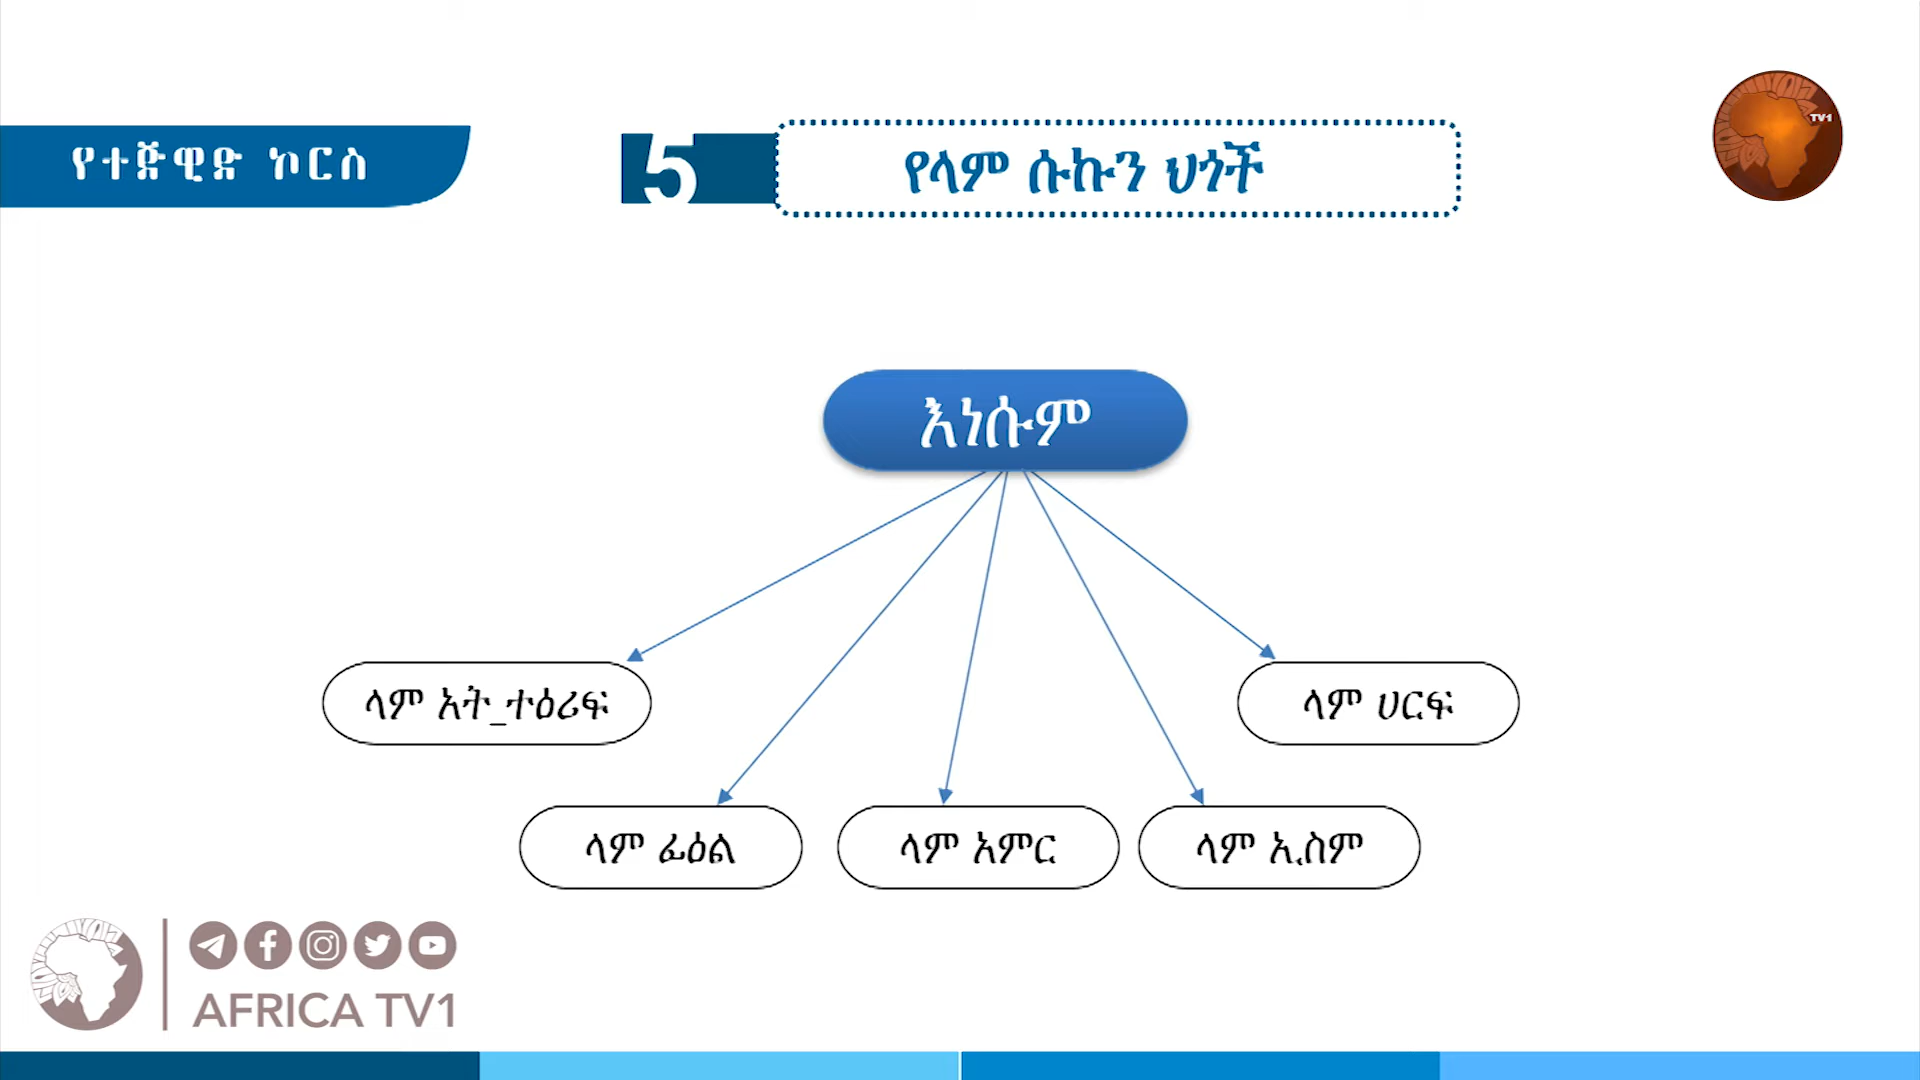 የተጅዊድ ኮርስ
5
የላም ሱኩን ህጎች
TV1
እነሱም
ላም አት_ተዕሪፍ
ላም ሀርፍ
ላም ፊዕል
ላም አምር
ላም ኢስም
AFRICA TV1